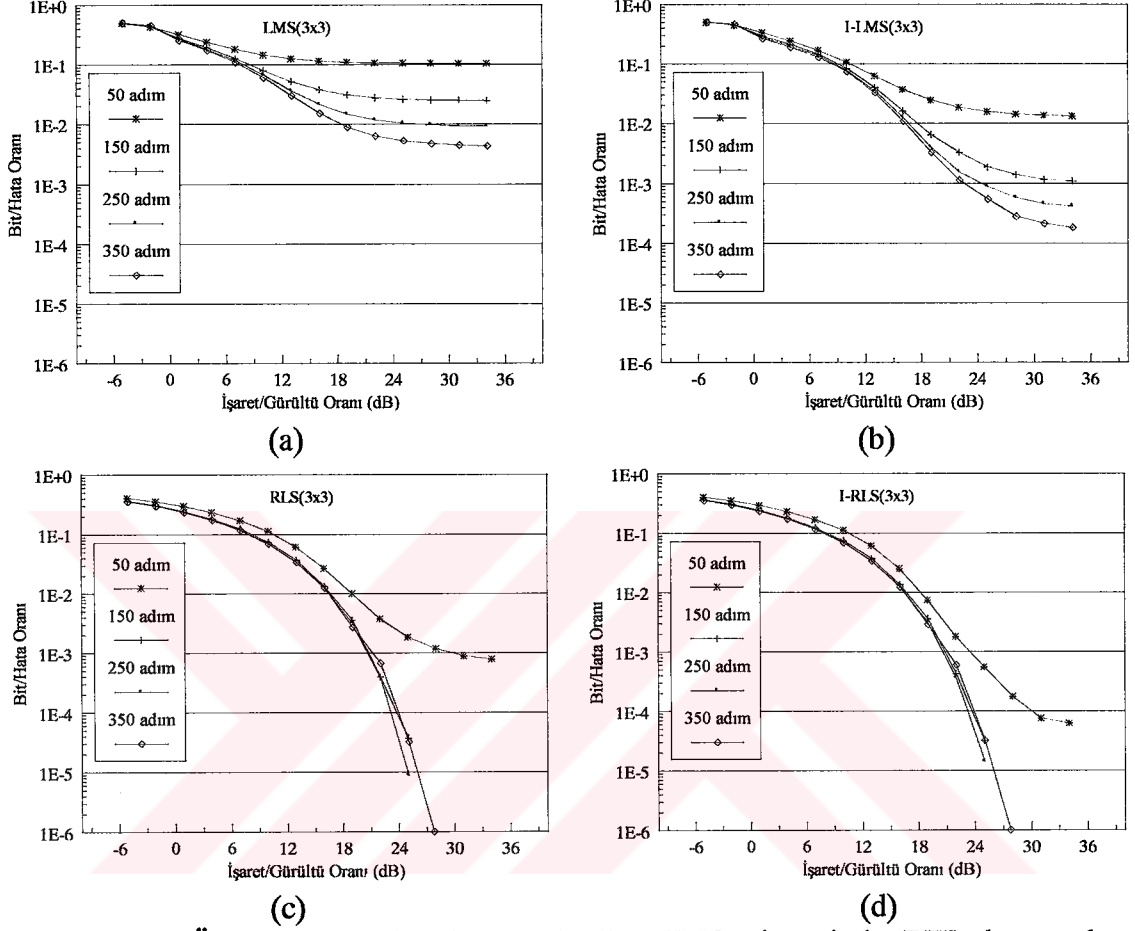 LMS(3x3)
1E+0
1E-1
1E-2
1E-3
1E-4
1E-5
1E-6
Bit/Hata Oranı
50 adım
150 adım
250 adım
350 adım
-6 0 6 12 18 24 30 36
İşaret/Gürültü Oranı (dB)
(a)
I-LMS(3x3)
1E+0
1E-1
1E-2
1E-3
1E-4
1E-5
1E-6
Bit/Hata Oranı
50 adım
150 adım
250 adım
350 adım
-6 0 6 12 18 24 30 36
İşaret/Gürültü Oranı (dB)
(b)
RLS(3x3)
1E+0
1E-1
1E-2
1E-3
1E-4
1E-5
1E-6
Bit/Hata Oranı
50 adım
150 adım
250 adım
350 adım
-6 0 6 12 18 24 30 36
İşaret/Gürültü Oranı (dB)
(c)
I-RLS(3x3)
1E+0
1E-1
1E-2
1E-3
1E-4
1E-5
1E-6
Bit/Hata Oranı
50 adım
150 adım
250 adım
350 adım
-6 0 6 12 18 24 30 36
İşaret/Gürültü Oranı (dB)
(d)